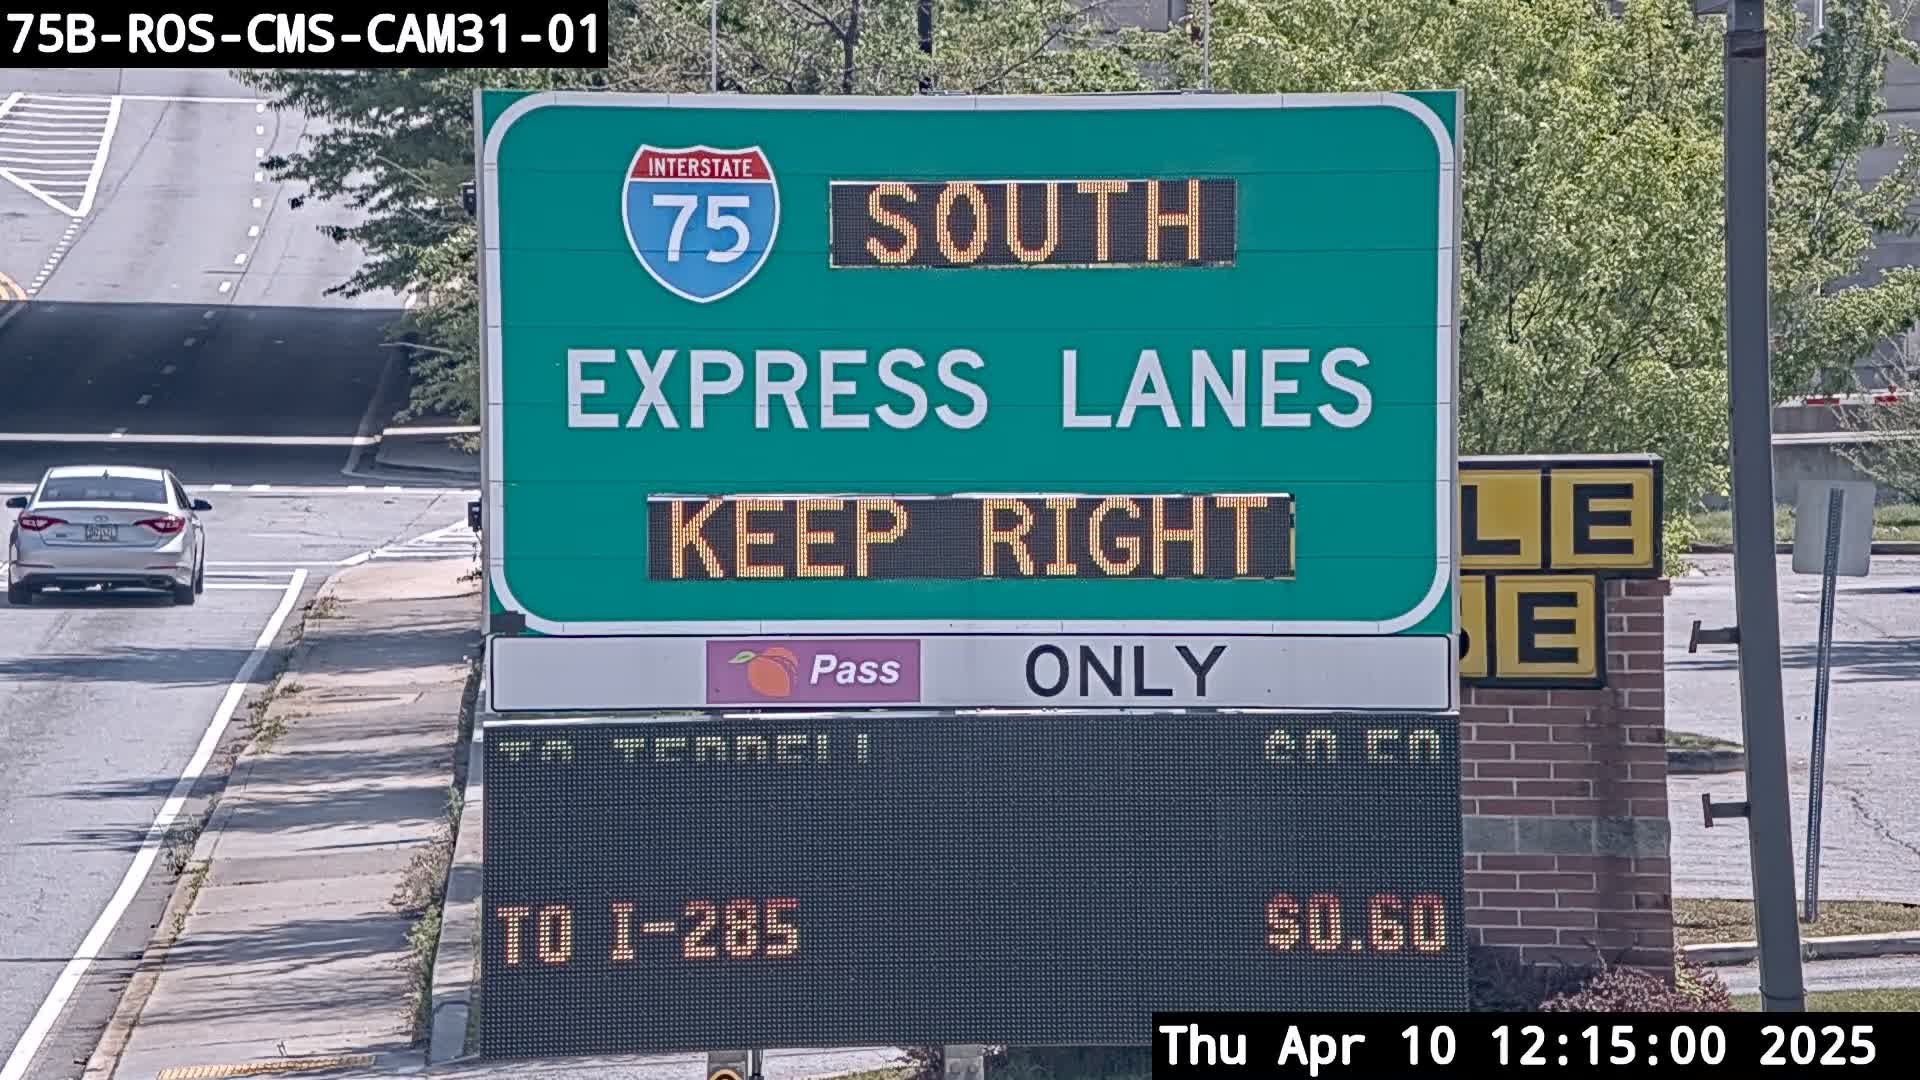 75B-ROS-CMS-CAM31-01
INTERSTATE
75
SOUTH
EXPRESS LANES
KEEP RIGHT
Pass
ONLY
LE
E
TO I-285
$0.60
Thu Apr 10 12:15:00 2025